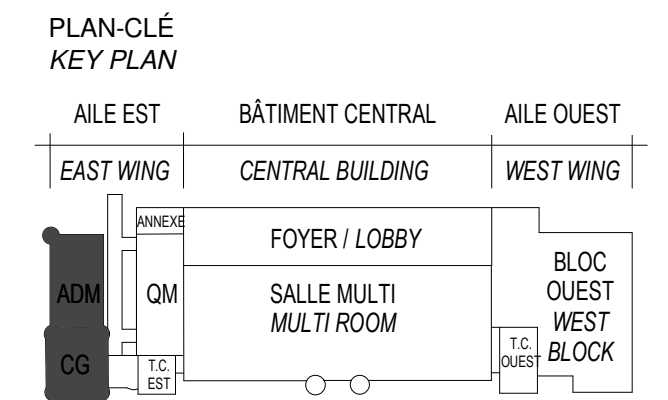 PLAN-CLÉ
KEY PLAN
AILE EST
BÂTIMENT CENTRAL
AILE OUEST
EAST WING
CENTRAL BUILDING
WEST WING
ANNEXE
FOYER / LOBBY
ADM
QM
SALLE MULTI
MULTI ROOM
BLOC
OUEST
WEST
BLOCK
CG
T.C.
EST
T.C.
OUEST